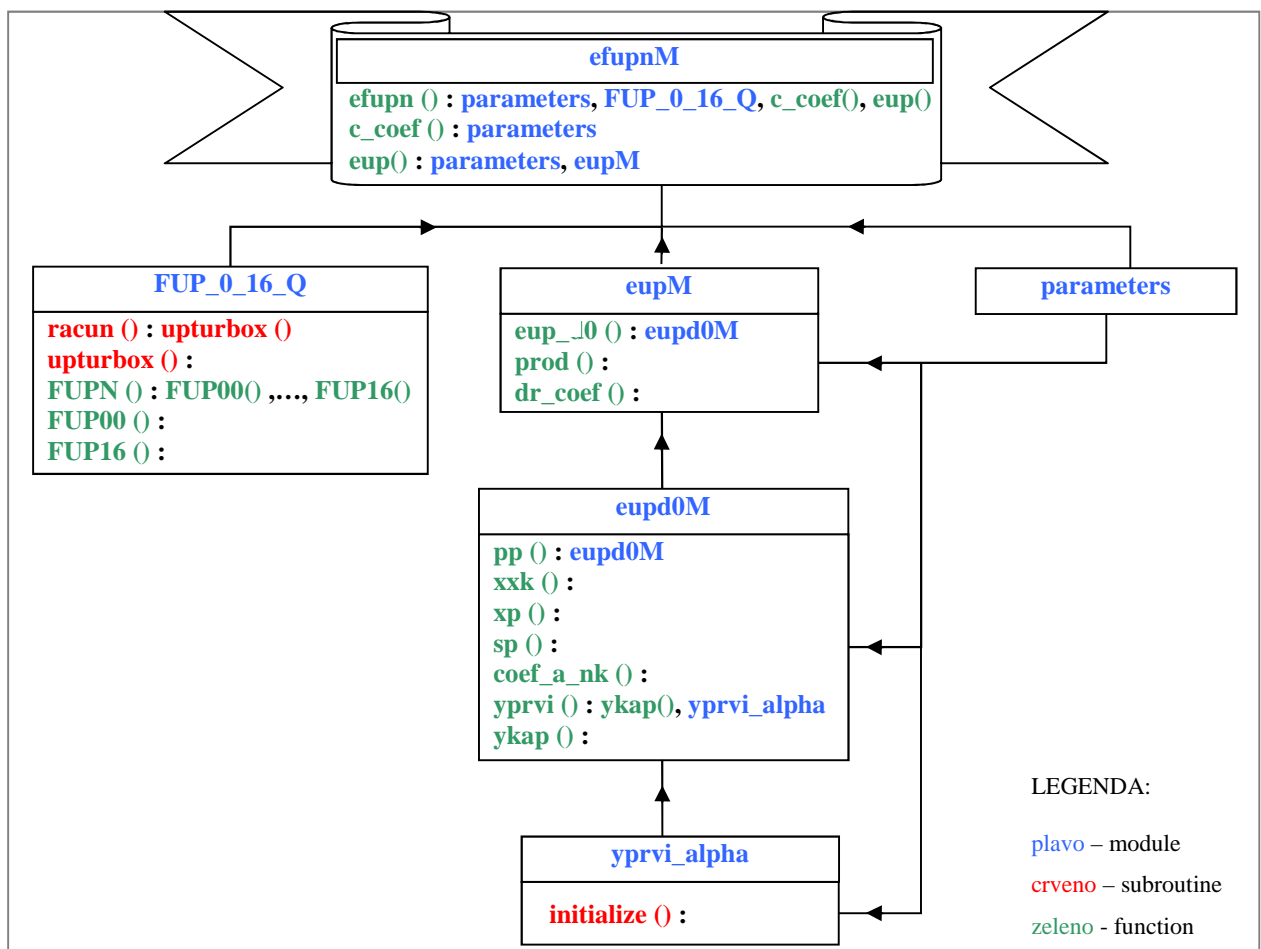 efupnM
efupn () : parameters, FUP_0_16_Q, c_coef(), eup()
c_coef () : parameters
eup() : parameters, eupM
FUP_0_16_Q
racun () : upturbox ()
upturbox () :
FUPN () : FUP00() ,…, FUP16()
FUP00 () :
FUP16 () :
eupM
() : eupd0M
prod () :
dr_coef () :
parameters
eupd0M
pp () : eupd0M
xxk () :
xp () :
sp () :
coef_a_nk () :
yprvi () : ykap(), yprvi_alpha
ykap () :
yprvi_alpha
initialize () :
LEGENDA:
plavo – module
crveno – subroutine
zeleno - function